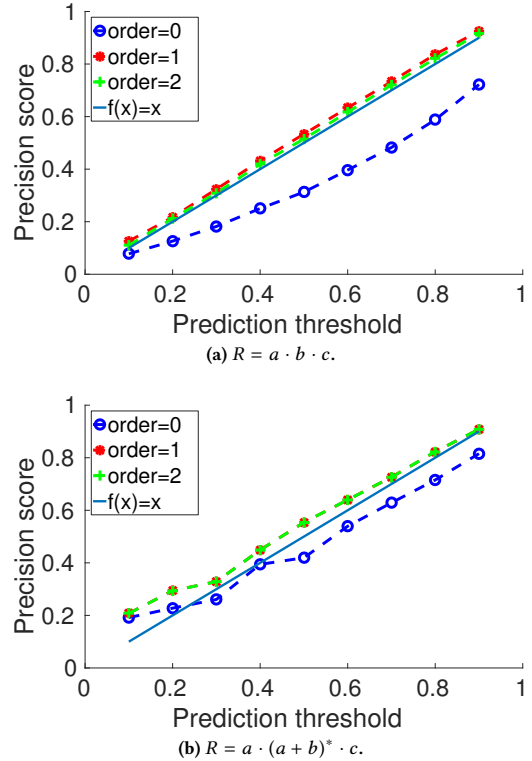 1
0.8
0.6
0.4
0.2
0
Precision score
order=0
order=1
order=2
f(x)=x
0 0.2 0.4 0.6 0.8 1
Prediction threshold
(a) R = a · b · c.
1
0.8
0.6
0.4
0.2
0
Precision score
order=0
order=1
order=2
f(x)=x
0 0.2 0.4 0.6 0.8 1
Prediction threshold
(b) R = a · (a + b)* · c.